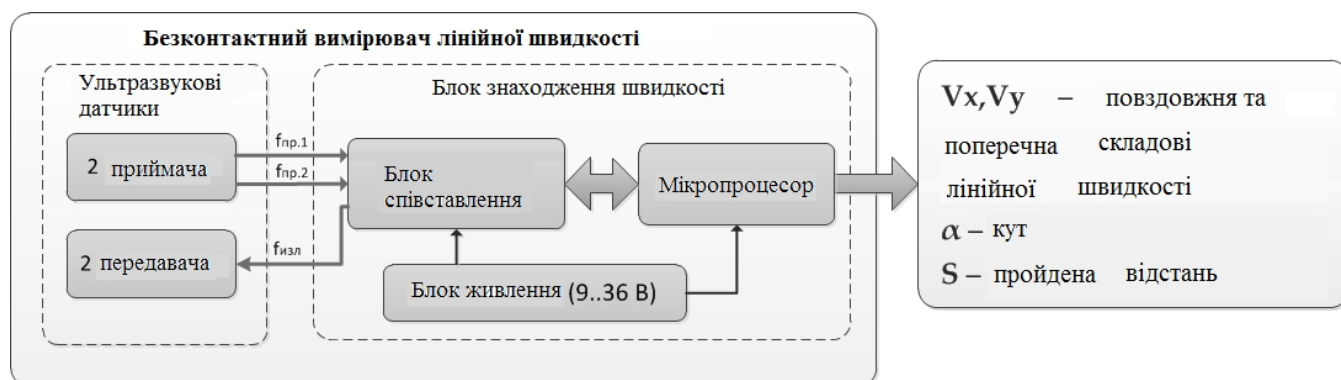 Безконтактний вимірювач лінійної швидкості
Ультразвукові
датчики
2 приймача
2 передавача
fпр.1
fпр.2
fизл
Блок знаходження швидкості
Блок
співставлення
Мікропроцесор
Блок живлення (9..36 В)
Vx,Vy – повздовжня та
поперечна складові
лінійної швидкості
α – кут
S – пройдена відстань